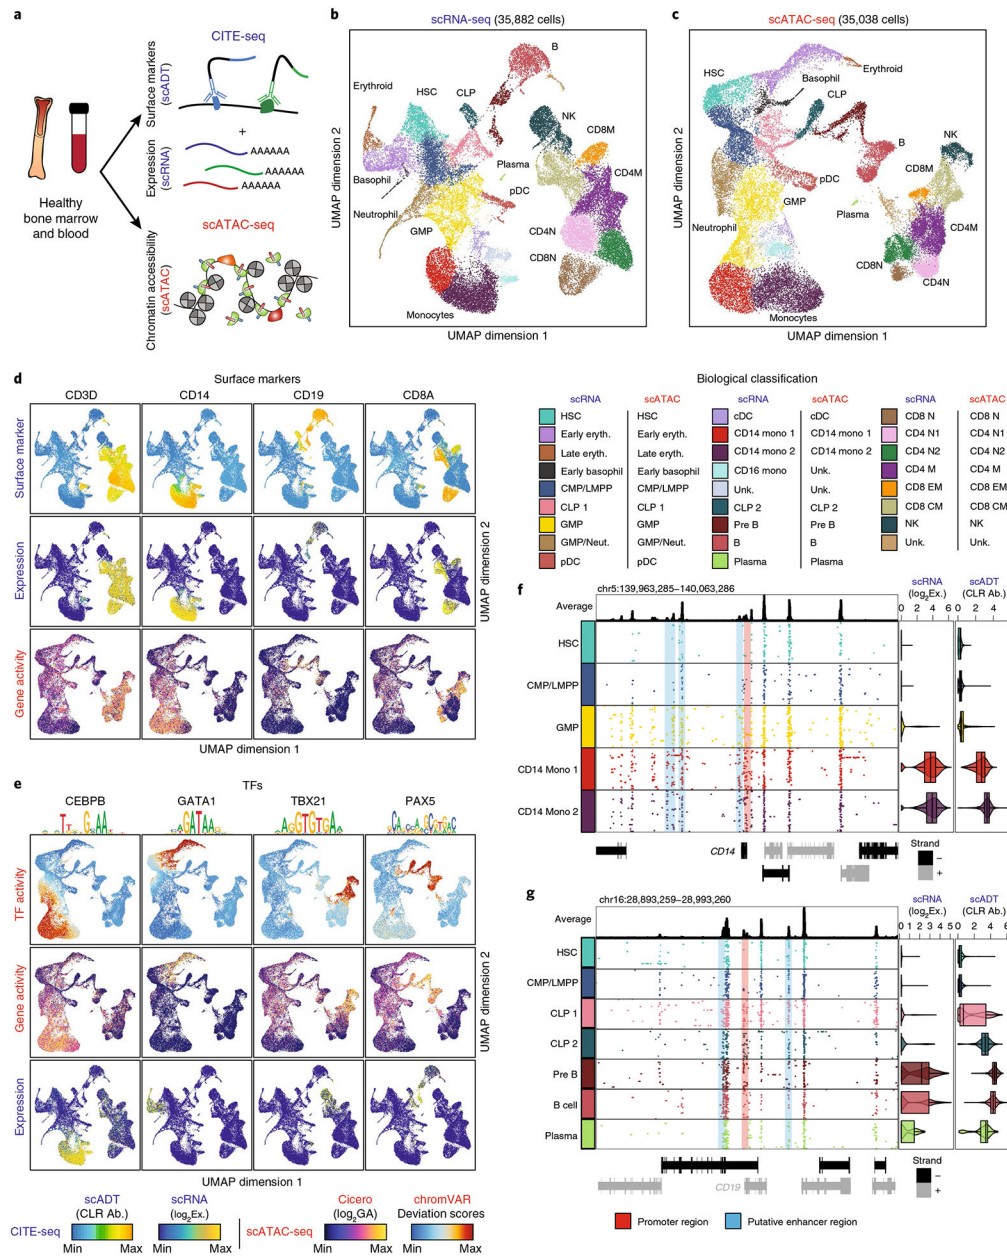 a
Surface markers
(scADT)
CITE-seq
+
Expression
(scRNA)
AAAAAA
AAAAAA
AAAAAA
Healthy
bone marrow
and blood
scATAC-seq
Chromatin accessibility
(scATAC)
b
scRNA-seq (35,882 cells)
UMAP dimension 2
B
Erythroid
HSC
CLP
NK
CD8M
CD4M
Plasma
Basophil
pDC
Neutrophil
GMP
CD4N
CD8N
Monocytes
UMAP dimension 1
c
scATAC-seq (35,038 cells)
UMAP dimension 2
HSC
Basophil
Erythroid
CLP
B
NK
CD8M
pDC
GMP
Plasma
Neutrophil
CD4M
CD8N
CD4N
Monocytes
UMAP dimension 1
d
Surface markers
CD3D
CD14
CD19
CD8A
Surface marker
Expression
Gene activity
UMAP dimension 2
UMAP dimension 1
Biological classification
scRNA scATAC scRNA scATAC scRNA scATAC
HSC HSC cDC cDC CD8 N CD8 N
Early eryth. Early eryth. CD14 mono 1 CD14 mono 1 CD4 N1 CD4 N1
Late eryth. Late eryth. CD14 mono 2 CD14 mono 2 CD4 N2 CD4 N2
Early basophil Early basophil CD16 mono Unk. CD4 M CD4 M
CMP/LMPP CMP/LMPP Unk. Unk. CD8 EM CD8 EM
CLP 1 CLP 1 CLP 2 CLP 2 CD8 CM CD8 CM
GMP GMP Pre B Pre B NK NK
GMP/Neut. GMP/Neut. B B Unk. Unk.
pDC pDC Plasma Plasma
e
TFs
CEBPB
GATA1
TBX21
PAX5
TF activity
Gene activity
Expression
UMAP dimension 2
UMAP dimension 1
CITE-seq
scADT
(CLR Ab.)
Min Max
scRNA
(log2Ex.)
Min Max
scATAC-seq
Cicero
(log2GA)
Min Max
chromVAR
Deviation scores
Min Max
f
chr5:139,963,285–140,063,286
scRNA
(log2Ex.)
0 2 4 6
scADT
(CLR Ab.)
0 2 4
Average
HSC
CMP/LMPP
GMP
CD14 Mono 1
CD14 Mono 2
CD14
Strand
–
+
g
chr16:28,893,259–28,993,260
scRNA
(log2Ex.)
0 1 2 3 4 5
scADT
(CLR Ab.)
0 2 4 6
Average
HSC
CMP/LMPP
CLP 1
CLP 2
Pre B
B cell
Plasma
CD19
Strand
–
+
Promoter region
Putative enhancer region